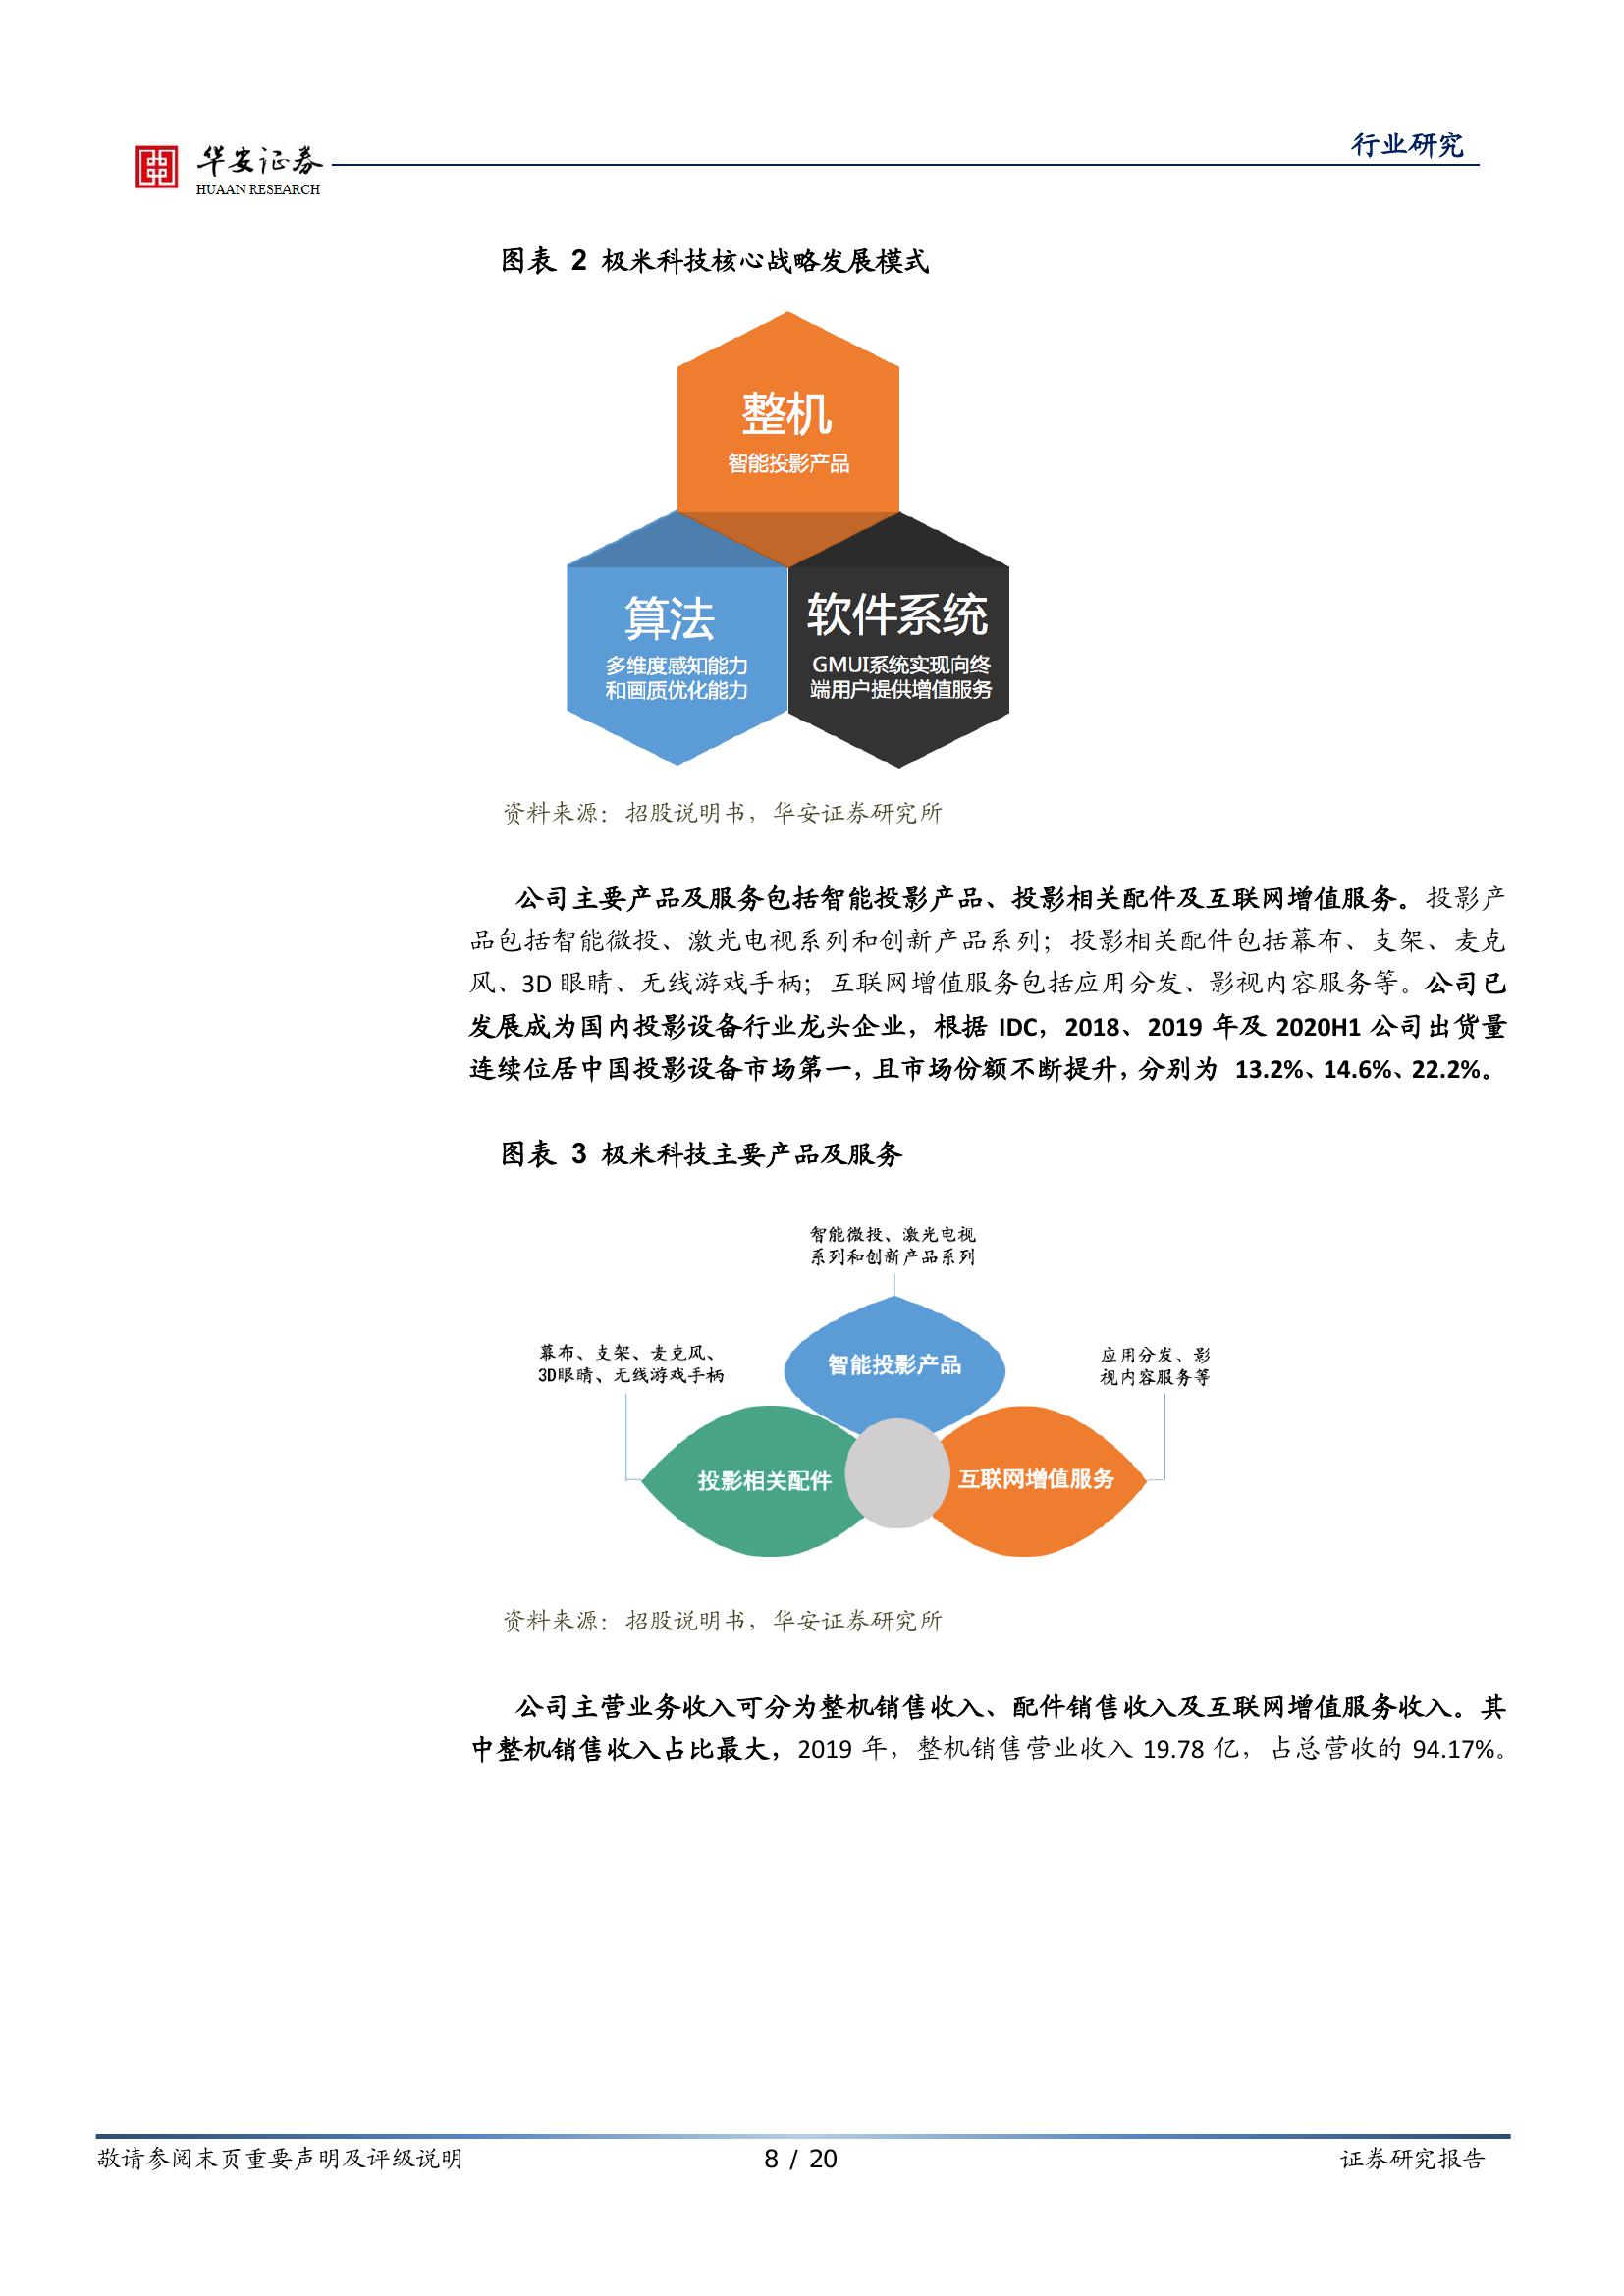 华安证券
HUAAN RESEARCH
行业研究
图表 2 极米科技核心战略发展模式
整机
智能投影产品
算法
多维度感知能力
和画质优化能力
软件系统
GMUI系统实现向终
端用户提供增值服务
资料来源：招股说明书，华安证券研究所
公司主要产品及服务包括智能投影产品、投影相关配件及互联网增值服务。投影产
品包括智能微投、激光电视系列和创新产品系列；投影相关配件包括幕布、支架、麦克
风、3D 眼睛、无线游戏手柄；互联网增值服务包括应用分发、影视内容服务等。公司已
发展成为国内投影设备行业龙头企业，根据 IDC，2018、2019 年及 2020H1 公司出货量
连续位居中国投影设备市场第一，且市场份额不断提升，分别为 13.2%、14.6%、22.2%。
图表 3 极米科技主要产品及服务
智能微投、激光电视
系列和创新产品系列
幕布、支架、麦克风、
3D眼睛、无线游戏手柄
应用分发、影
视内容服务等
智能投影产品
投影相关配件
互联网增值服务
资料来源：招股说明书，华安证券研究所
公司主营业务收入可分为整机销售收入、配件销售收入及互联网增值服务收入。其
中整机销售收入占比最大，2019 年，整机销售营业收入 19.78 亿，占总营收的 94.17%。
敬请参阅末页重要声明及评级说明
8 / 20
证券研究报告